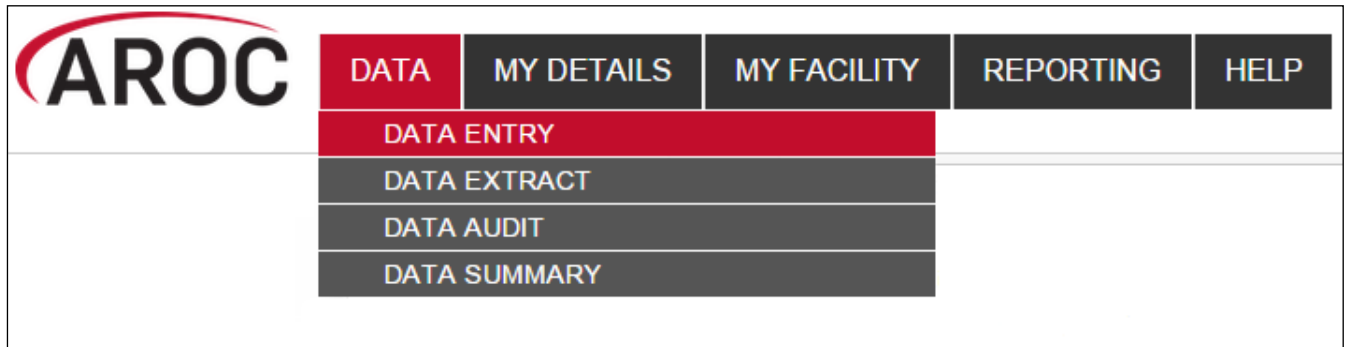 AROC DATA MY DETAILS MY FACILITY REPORTING HELP
DATA ENTRY
DATA EXTRACT
DATA AUDIT
DATA SUMMARY